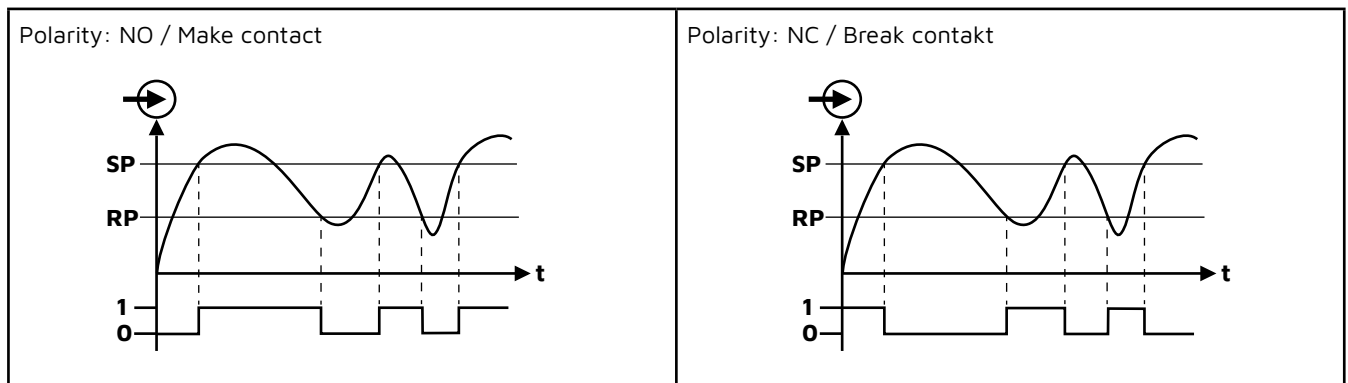 Polarity: NO / Make contact
SP
RP
t
1
0
Polarity: NC / Break contakt
SP
RP
t
1
0